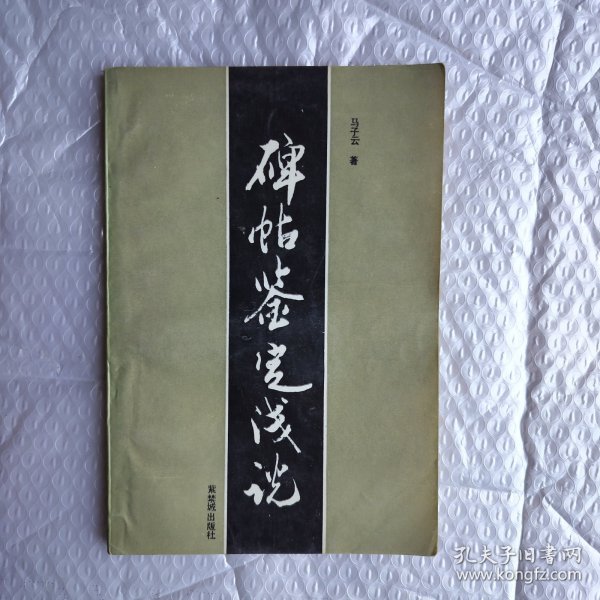 马子云 著
碑帖鉴定浅说
紫禁城出版社
孔夫子旧书网
www.kongfz.com